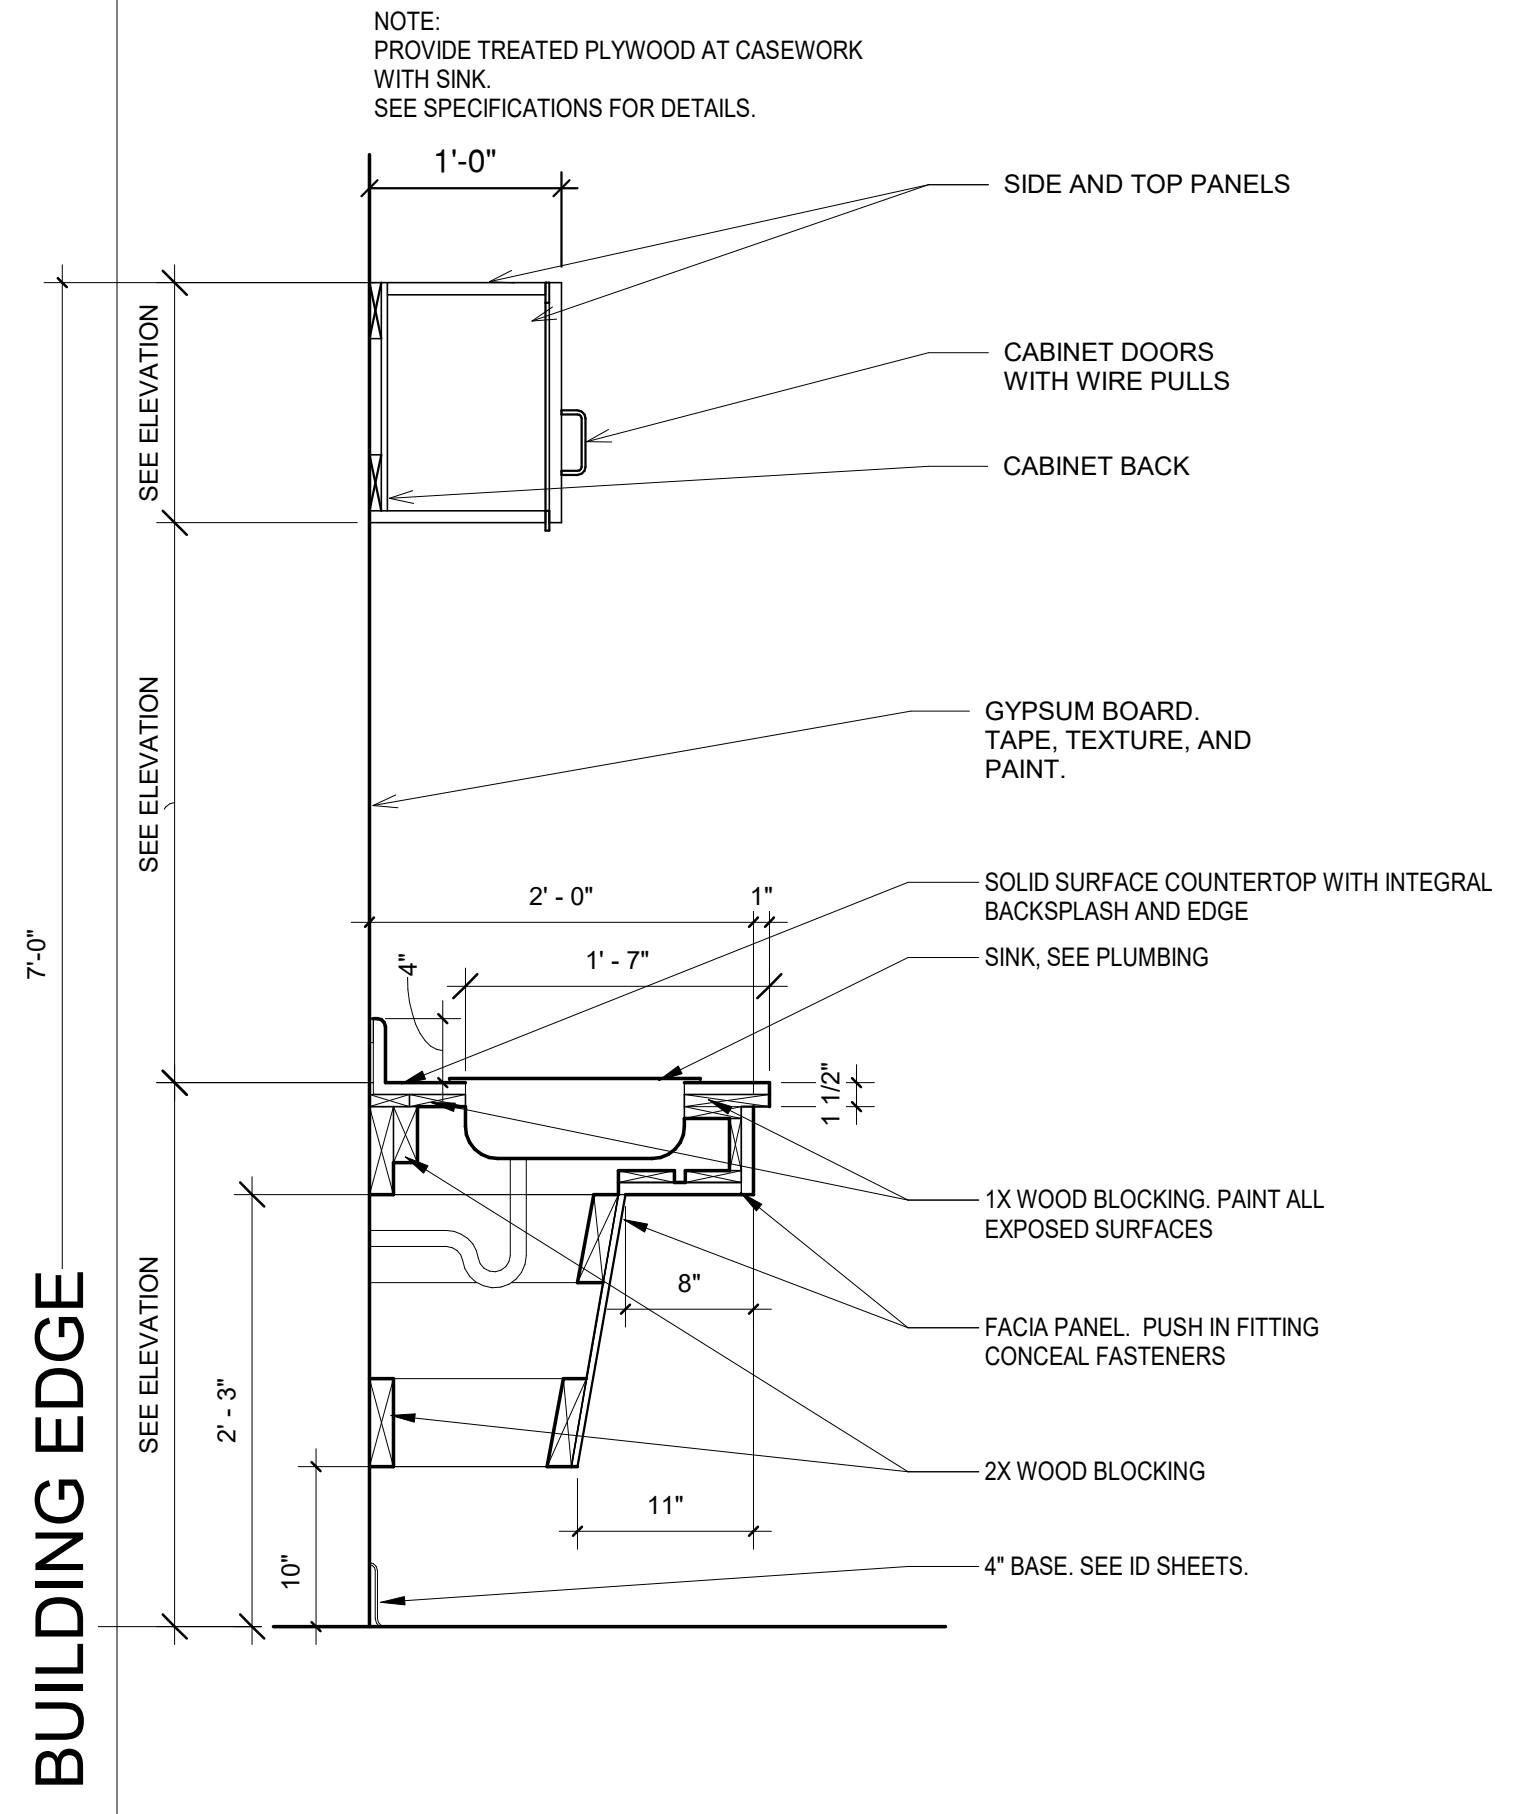 NOTE:
PROVIDE TREATED PLYWOOD AT CASEWORK
WITH SINK.
SEE SPECIFICATIONS FOR DETAILS.
1'-0"
SIDE AND TOP PANELS
SEE ELEVATION
CABINET DOORS
WITH WIRE PULLS
CABINET BACK
SEE ELEVATION
GYPSUM BOARD.
TAPE, TEXTURE, AND
PAINT.
2' - 0"
1"
SOLID SURFACE COUNTERTOP WITH INTEGRAL
BACKSPLASH AND EDGE
7'-0"
4"
1' - 7"
SINK, SEE PLUMBING
1 1/2"
1X WOOD BLOCKING. PAINT ALL
EXPOSED SURFACES
SEE ELEVATION
8"
FACIA PANEL.  PUSH IN FITTING
CONCEAL FASTENERS
2' - 3"
2X WOOD BLOCKING
11"
10"
4" BASE. SEE ID SHEETS.
BUILDING EDGE